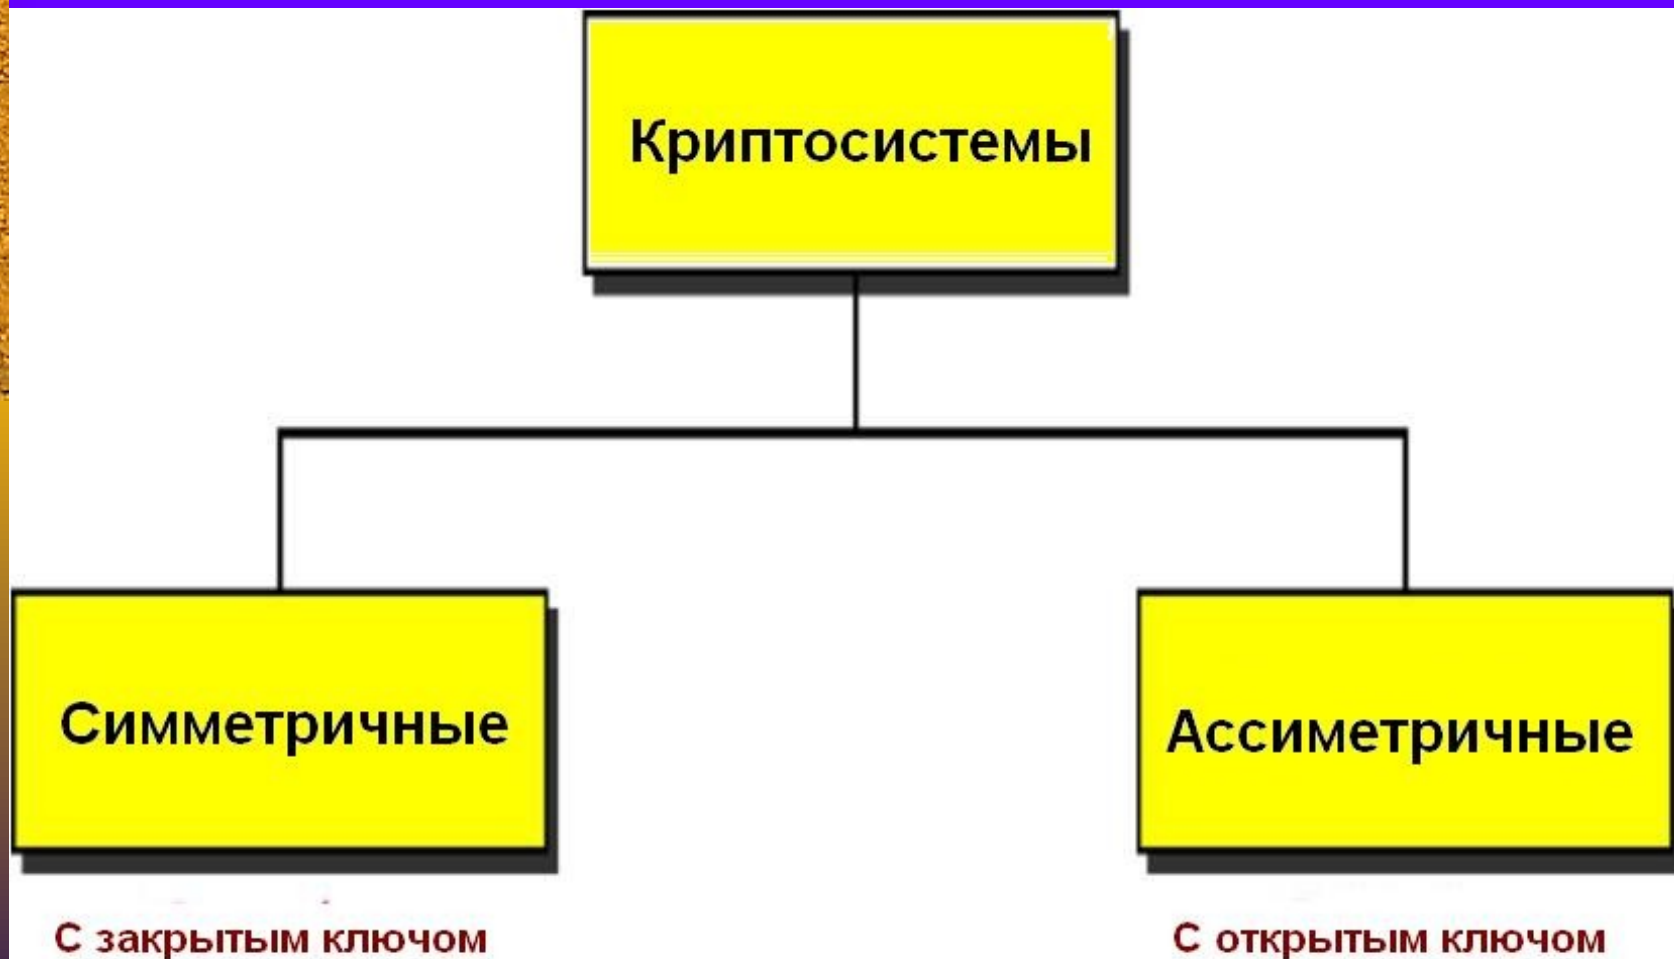 Криптосистемы
Симметричные
Ассиметричные
С закрытым ключом
С открытым ключом